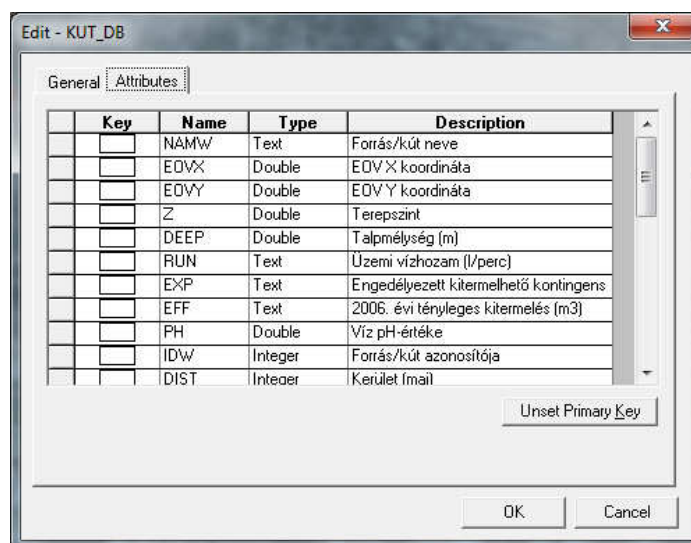 Edit - KUT_DB
General Attributes
Key Name Type Description
NAMW Text Forrás/kút neve
EOVX Double EOV X koordináta
EOVY Double EOV Y koordináta
Z Double Terepszint
DEEP Double Talpmélység (m)
RUN Text Üzemi vízhozam (l/perc)
EXP Text Engedélyezett kitermelhető kontingens
EFF Text 2006. évi tényleges kitermelés (m3)
PH Double Víz pH-értéke
IDW Integer Forrás/kút azonosítója
DIST Integer Kerület (mai)
Unset Primary Key
OK Cancel